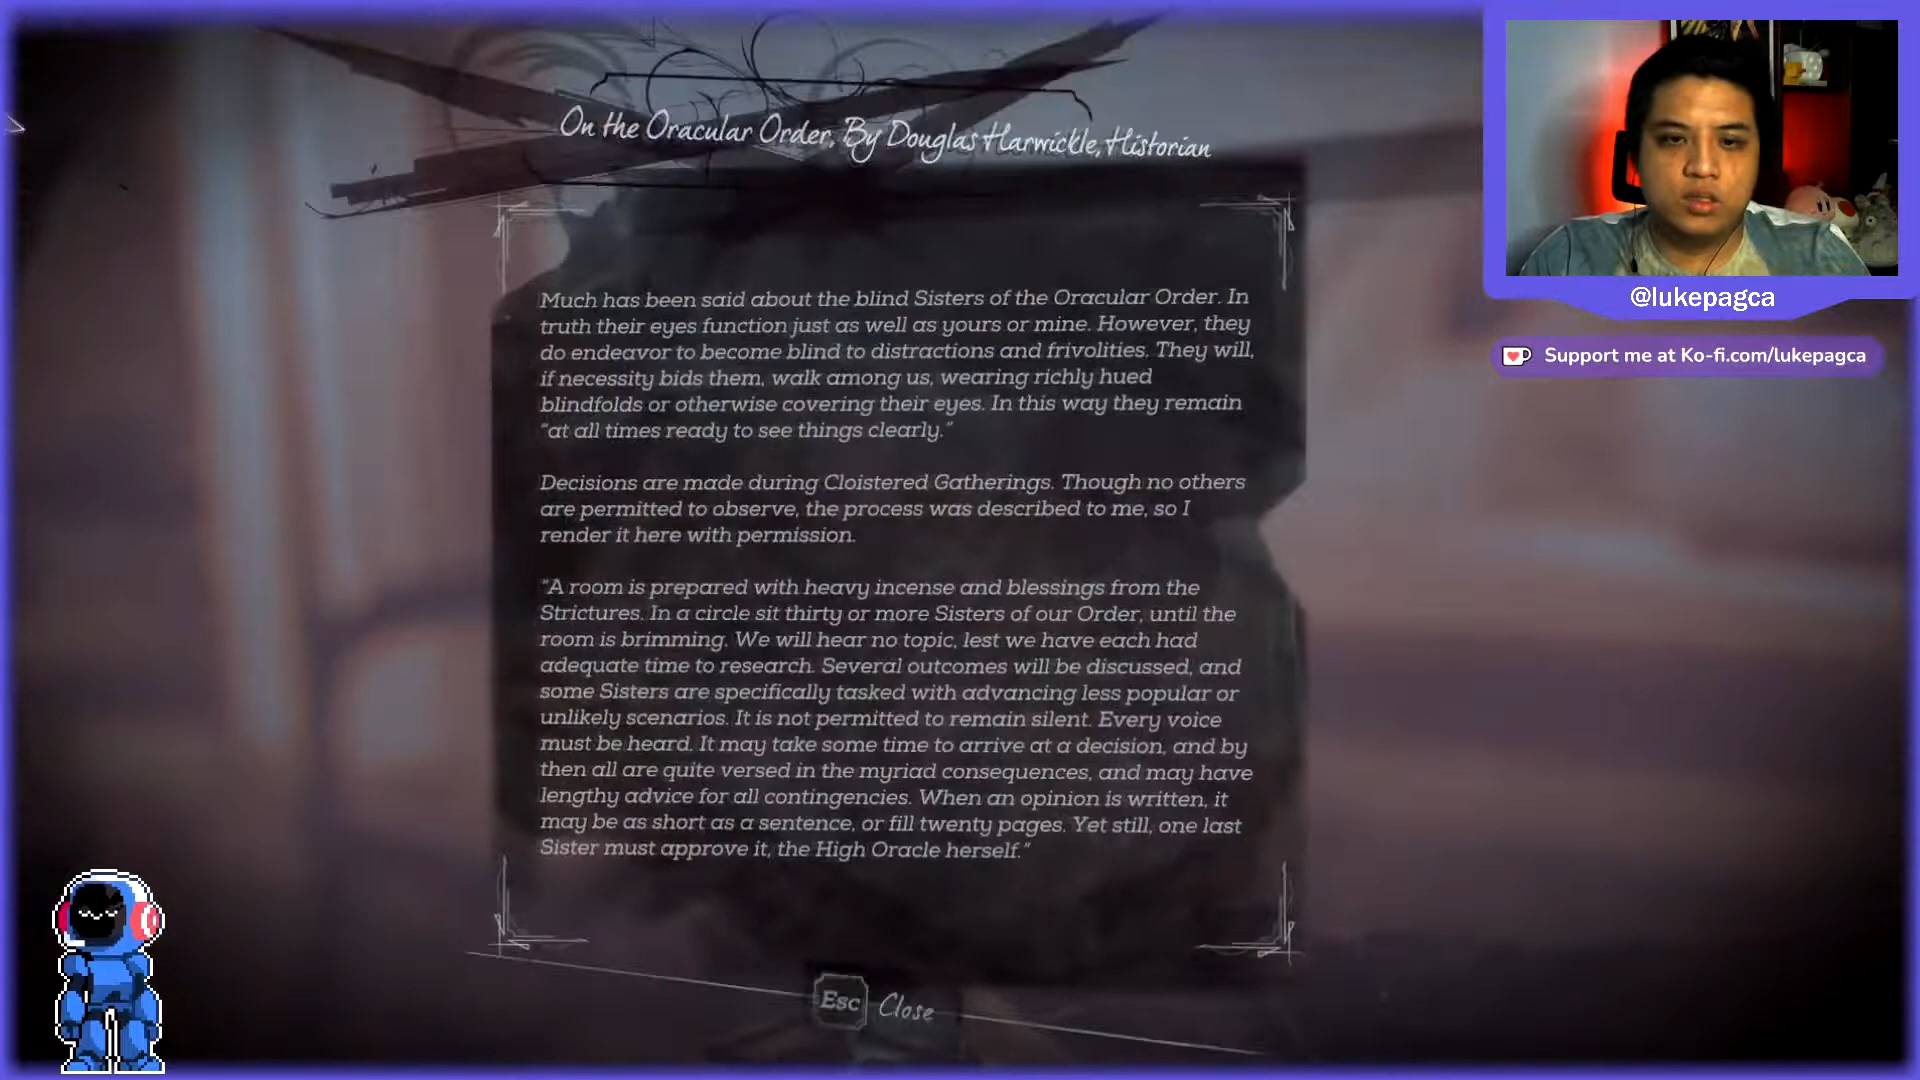 On the Oracular Order, By Douglas Harwickle, Historian
Much has been said about the blind Sisters of the Oracular Order. In
truth their eyes function just as well as yours or mine. However, they
do endeavor to become blind to distractions and frivolities. They will,
if necessity bids them, walk among us, wearing richly hued
blindfolds or otherwise covering their eyes. In this way they remain
"at all times ready to see things clearly."
Decisions are made during Cloistered Gatherings. Though no others
are permitted to observe, the process was described to me, so I
render it here with permission.
"A room is prepared with heavy incense and blessings from the
Strictures. In a circle sit thirty or more Sisters of our Order, until the
room is brimming. We will hear no topic, lest we have each had
adequate time to research. Several outcomes will be discussed, and
some Sisters are specifically tasked with advancing less popular or
unlikely scenarios. It is not permitted to remain silent. Every voice
must be heard. It may take some time to arrive at a decision, and by
then all are quite versed in the myriad consequences, and may have
lengthy advice for all contingencies. When an opinion is written, it
may be as short as a sentence, or fill twenty pages. Yet still, one last
Sister must approve it, the High Oracle herself."
Esc Close
@lukepagca
Support me at Ko-fi.com/lukepagca